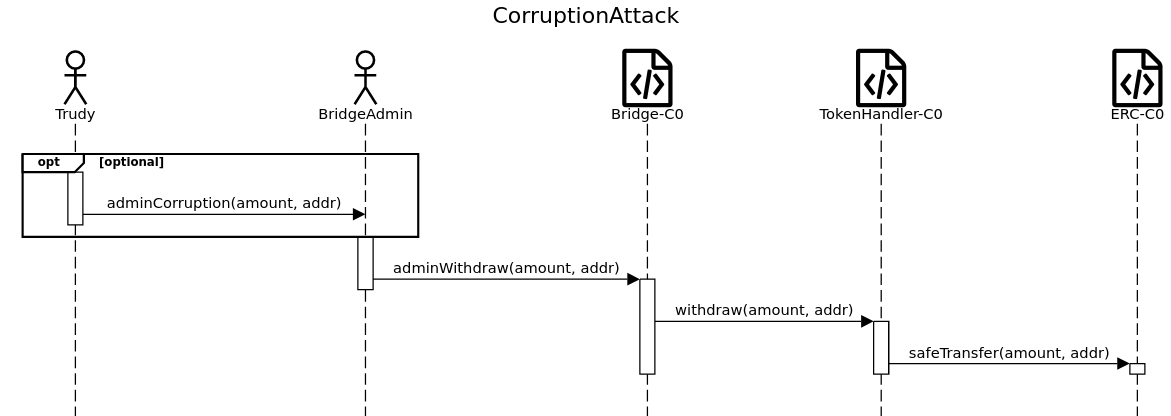 CorruptionAttack
Trudy
BridgeAdmin
Bridge-C0
TokenHandler-C0
ERC-C0
opt
[optional]
adminCorruption(amount, addr)
adminWithdraw(amount, addr)
withdraw(amount, addr)
safeTransfer(amount, addr)